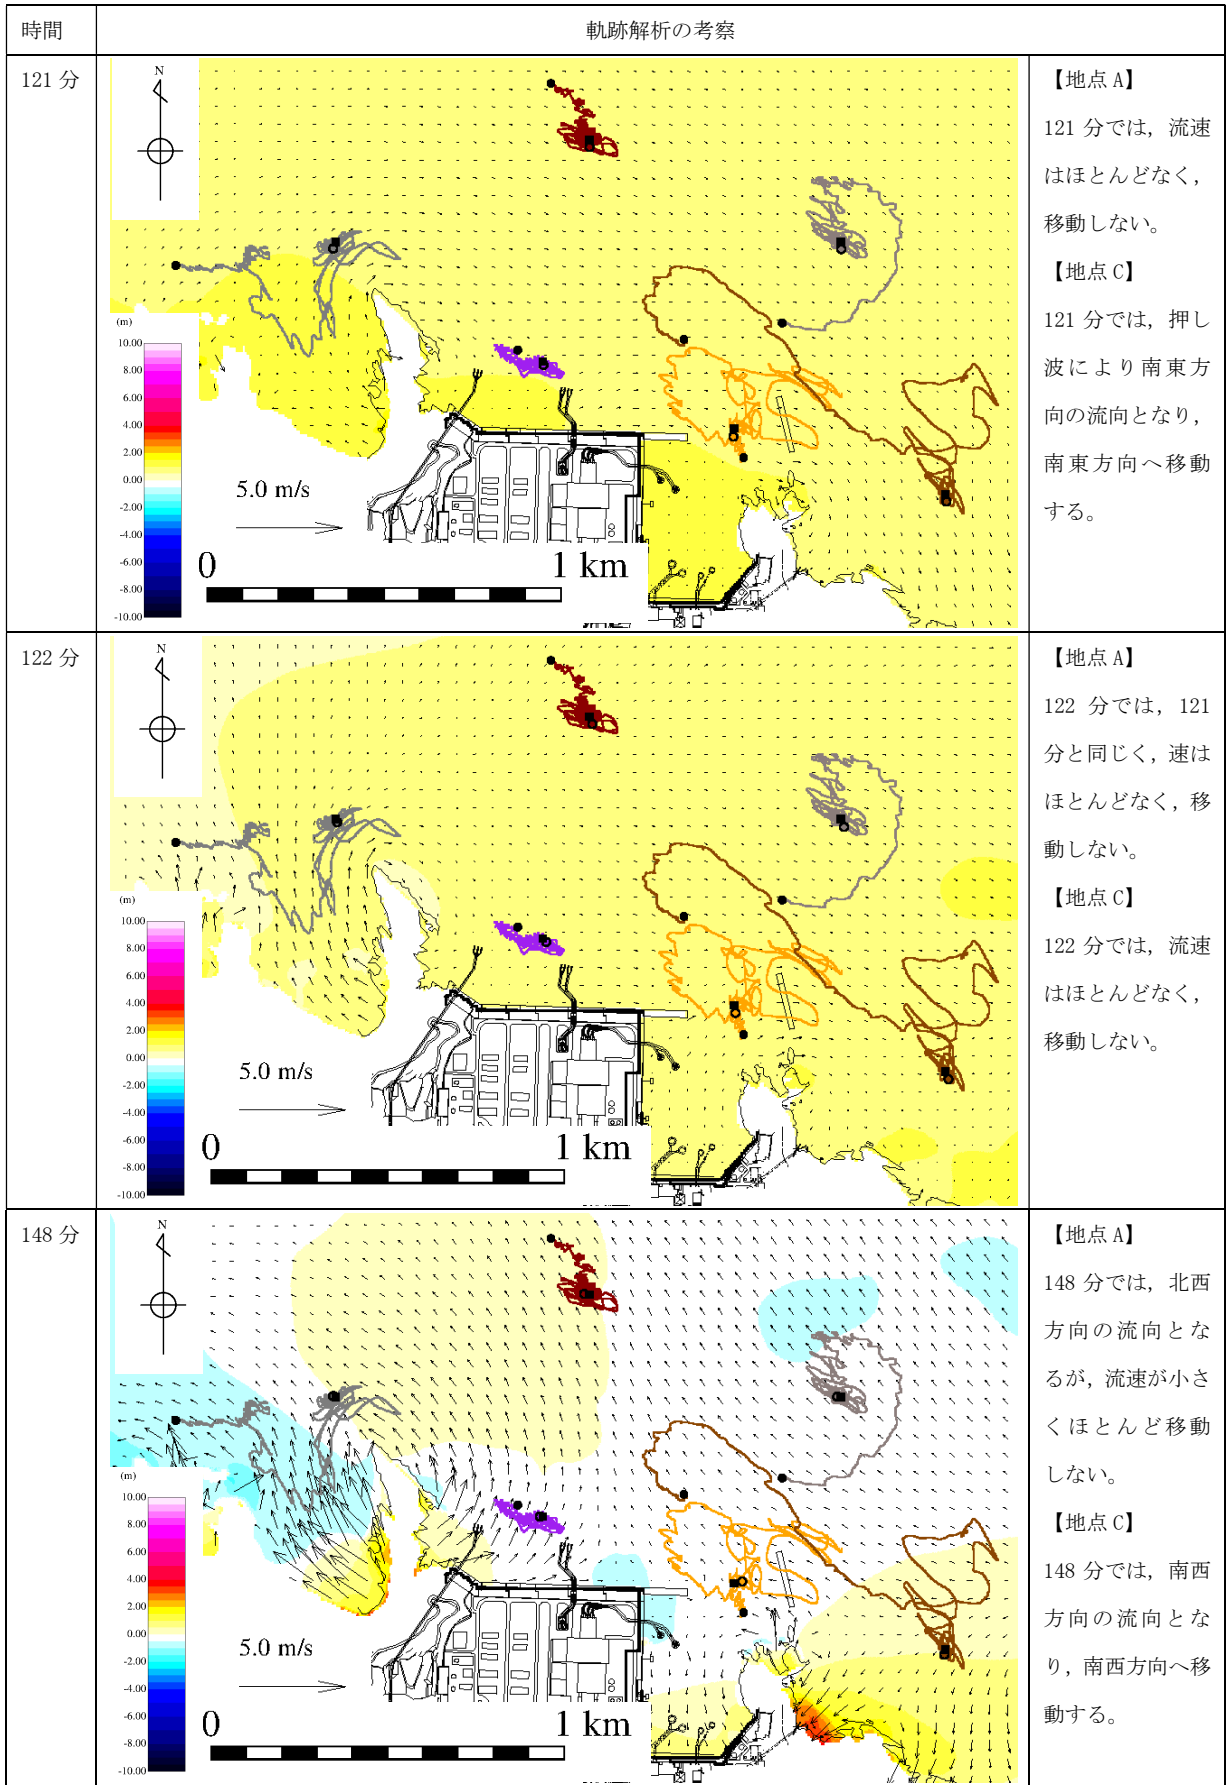 時間
軌跡解析の考察
121 分
N
(m)
10.00
8.00
6.00
4.00
2.00
0.00
-2.00
-4.00
-6.00
-8.00
-10.00
5.0 m/s
0
1 km
【地点 A】
121 分では，流速
はほとんどなく，
移動しない。
【地点 C】
121 分では，押し
波により南東方
向の流向となり，
南東方向へ移動
する。
122 分
N
(m)
10.00
8.00
6.00
4.00
2.00
0.00
-2.00
-4.00
-6.00
-8.00
-10.00
5.0 m/s
0
1 km
【地点 A】
122 分では，121
分と同じく，速は
ほとんどなく，移
動しない。
【地点 C】
122 分では，流速
はほとんどなく，
移動しない。
148 分
N
(m)
10.00
8.00
6.00
4.00
2.00
0.00
-2.00
-4.00
-6.00
-8.00
-10.00
5.0 m/s
0
1 km
【地点 A】
148 分では，北西
方向の流向とな
るが，流速が小さ
くほとんど移動
しない。
【地点 C】
148 分では，南西
方向の流向とな
り，南西方向へ移
動する。